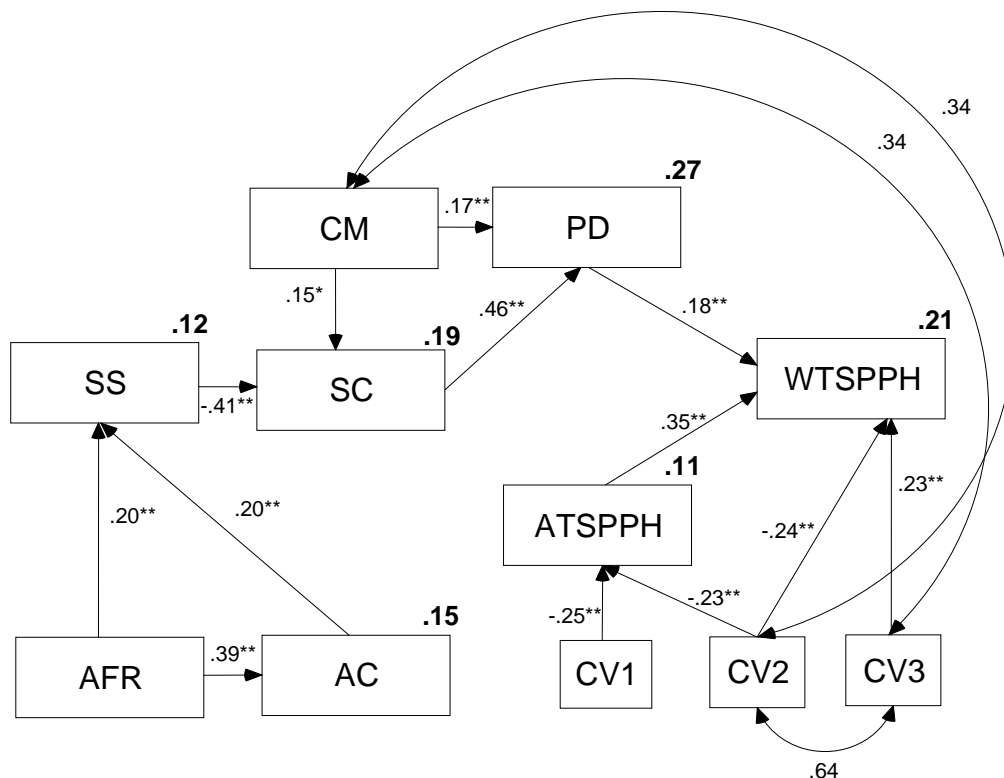 .34
.34
.27
CM
.17**
PD
.15*
.46**
.18**
.12
.19
.21
SS
-.41**
SC
WTSPPH
.35**
.11
.20**
.20**
ATSPPH
-.24**
.23**
-.25**
-.23**
.15
AFR
.39**
AC
CV1
CV2
CV3
.64